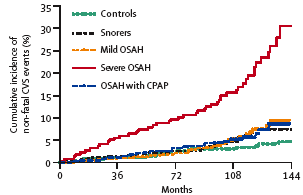 Cumulative incidence of
non-fatal CVS events (%)
35
30
25
20
15
10
5
0
Controls
Snorers
Mild OSAH
Severe OSAH
OSAH with CPAP
0
36
72
108
144
Months